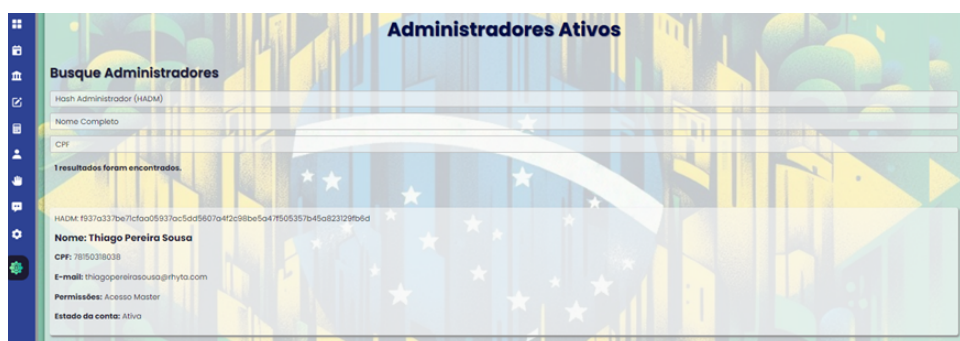 Administradores Ativos
Busque Administradores
Hash Administrador (HADM)
Nome Completo
CPF
1 resultados foram encontrados.
HADM: f937a337be71cfaa05937ac5dd5607a4f2c98be5a47f505357b45a823129fb6d
Nome: Thiago Pereira Sousa
CPF: 78150318038
E-mail: thiagopereirasousa@rhyta.com
Permissões: Acesso Master
Estado da conta: Ativa